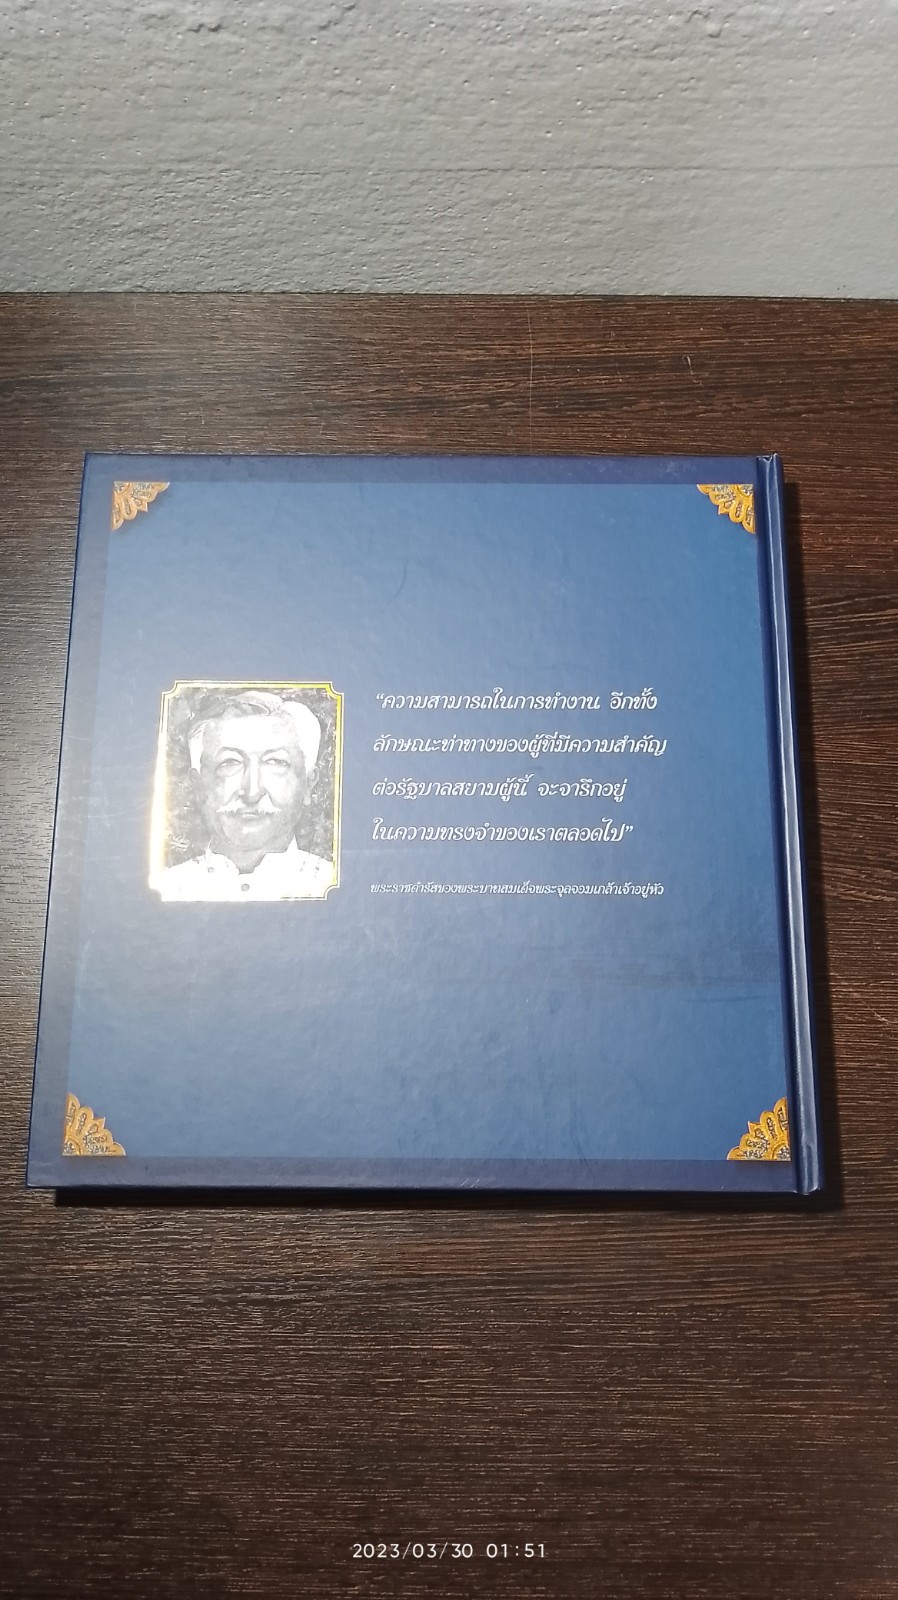 “ความสามารถในการทำงาน อีกทั้ง
ลักษณะท่าทางของผู้ที่มีความสำคัญ
ต่อรัฐบาลสยามผู้นี้ จะจารึกอยู่
ในความทรงจำของเราตลอดไป”
พระราชดำรัสของพระบาทสมเด็จพระจุลจอมเกล้าเจ้าอยู่หัว
2023/03/30 01:51